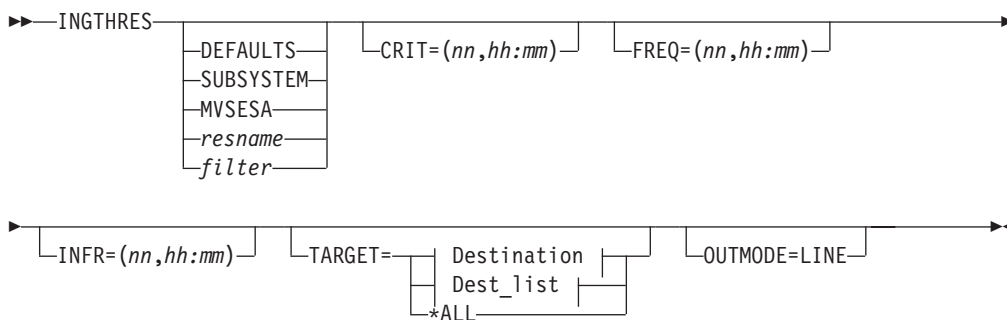 INGTHRES
DEFAULTS
SUBSYSTEM
MVSESA
resname
filter
CRIT=(nn,hh:mm)
FREQ=(nn,hh:mm)
INFR=(nn,hh:mm)
TARGET=
Destination
Dest_list
*ALL
OUTMODE=LINE